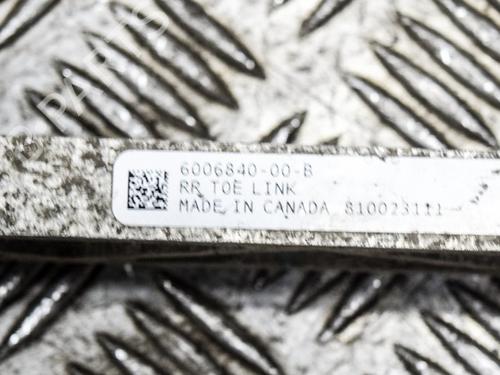 6006840-00-B
RR TOE LINK
MADE IN CANADA 810023111